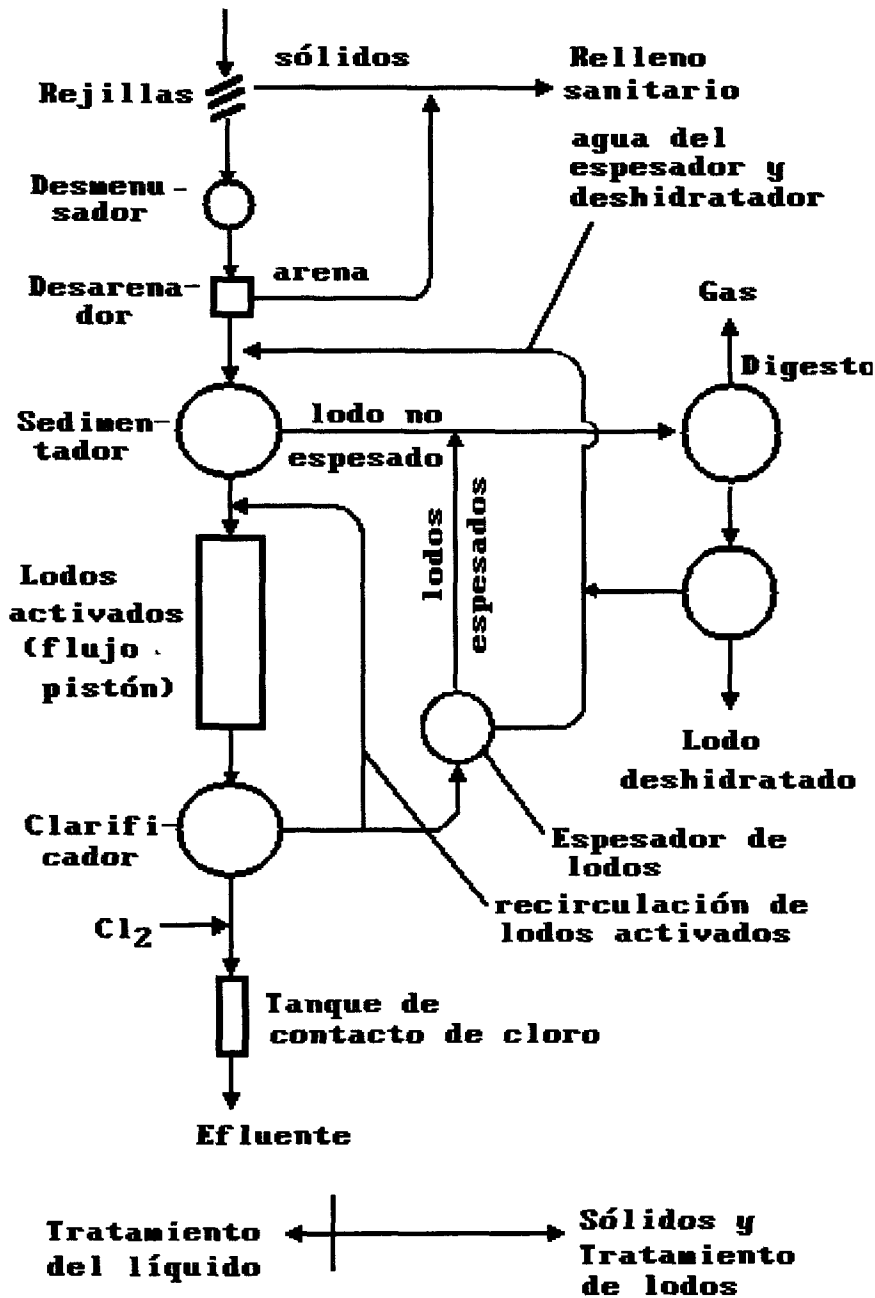 sólidos
Relleno
sanitario
Rejillas
agua del
espesador y
deshidratador
Desmenu-
sador
arena
Desarena-
dor
Gas
Digesto
Sedimen-
tador
lodo no
espesado
lodos
espesados
Lodos
activados
(flujo
pistón)
Lodo
deshidratado
Clarifi-
cador
Espesador de
lodos
recirculación de
lodos activados
Cl2
Tanque de
contacto de cloro
Efluente
Tratamiento
del líquido
Sólidos y
Tratamiento
de lodos